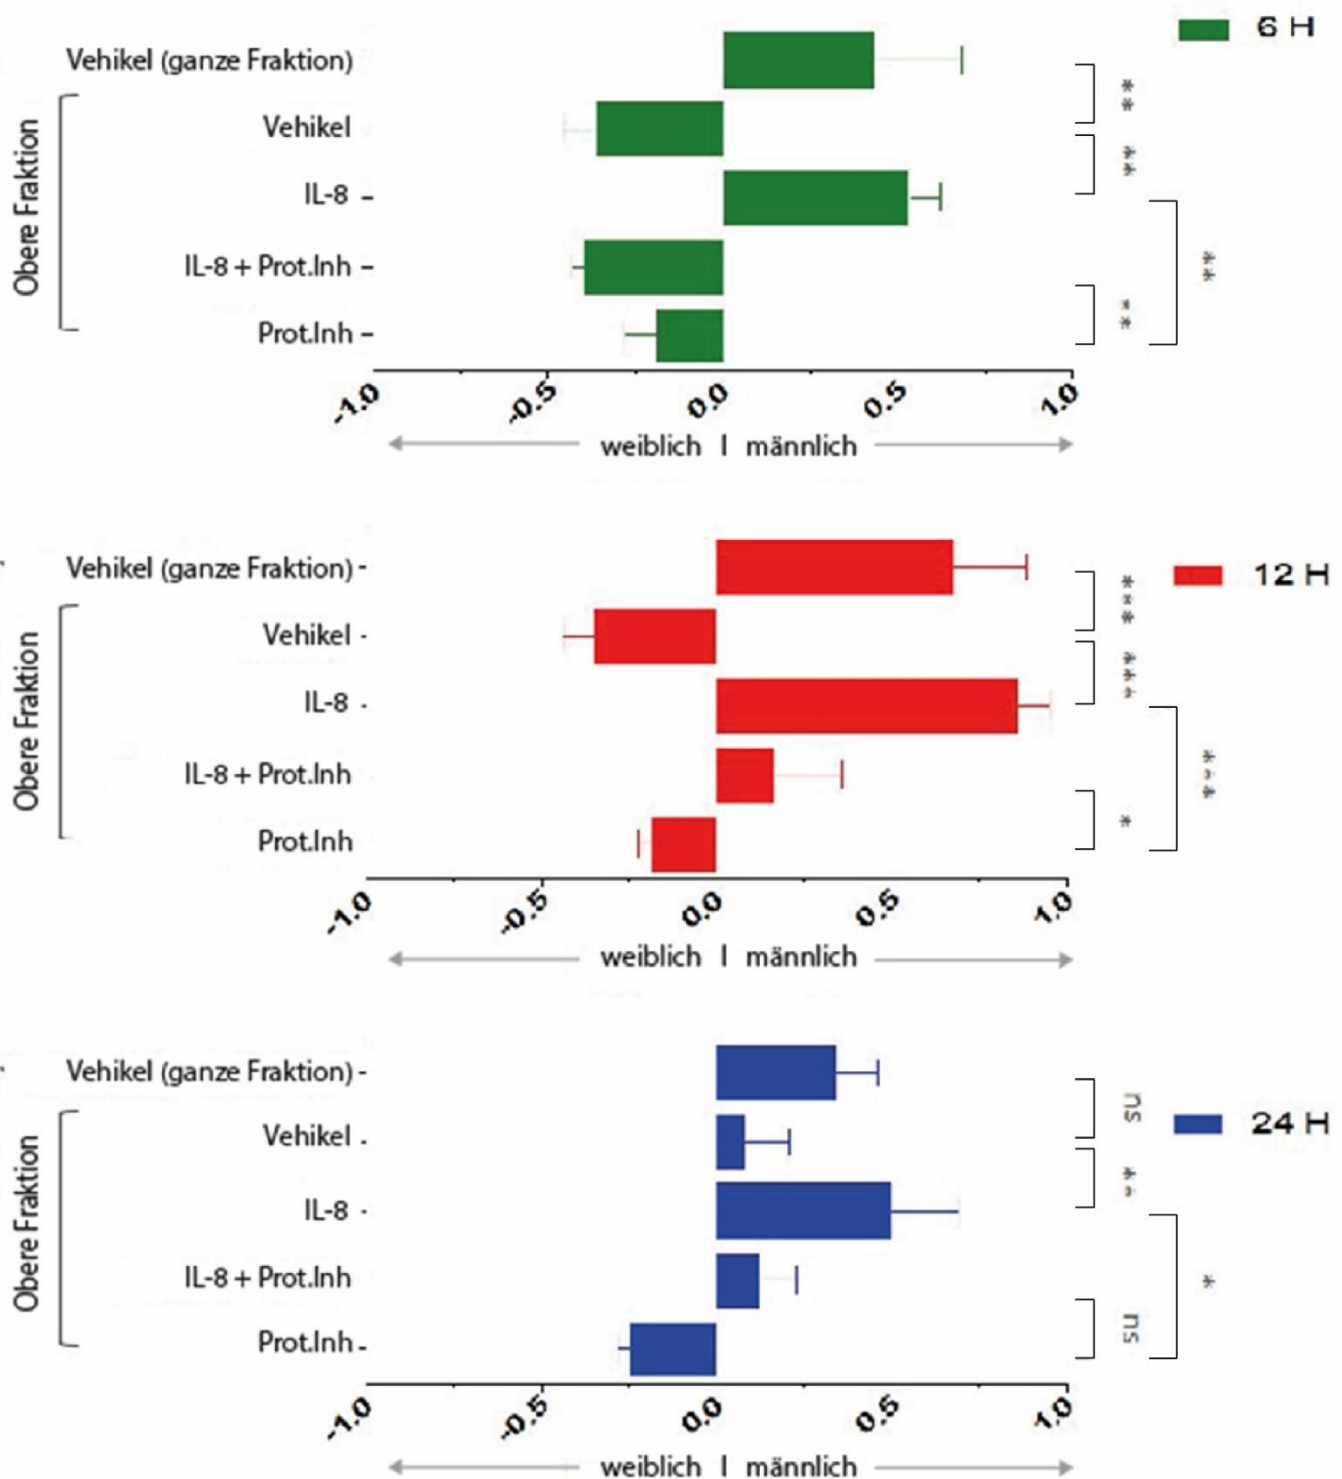 6 H
Vehikel (ganze Fraktion)
Vehikel
IL-8
IL-8 + Prot.Inh
Prot.Inh
Obere Fraktion
**
**
**
**
-1.0 -0.5 0.0 0.5 1.0
weiblich | männlich
12 H
Vehikel (ganze Fraktion)
Vehikel
IL-8
IL-8 + Prot.Inh
Prot.Inh
Obere Fraktion
***
***
***
*
-1.0 -0.5 0.0 0.5 1.0
weiblich | männlich
24 H
Vehikel (ganze Fraktion)
Vehikel
IL-8
IL-8 + Prot.Inh
Prot.Inh
Obere Fraktion
ns
**
*
ns
-1.0 -0.5 0.0 0.5 1.0
weiblich | männlich